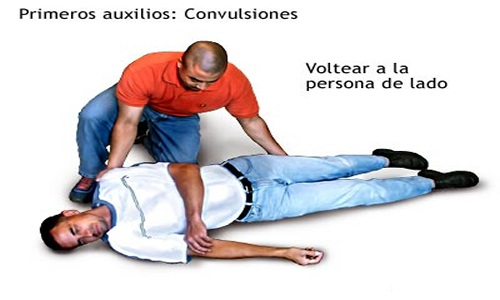 Primeros auxilios: Convulsiones
Voltear a la
persona de lado